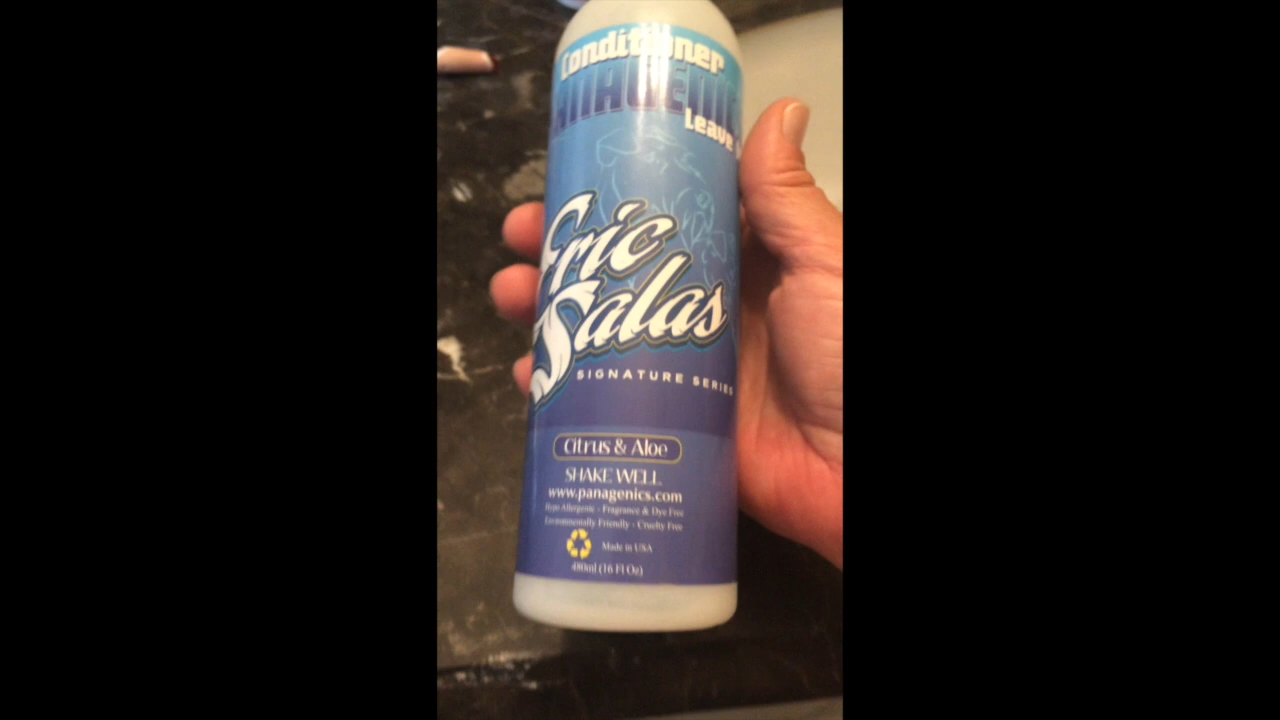 Conditioner
ANAGENIC
Leave
Eric
Salas
SIGNATURE SERIES
Citrus & Aloe
SHAKE WELL
www.panagenics.com
Hypo Allergenic - Fragrance & Dye Free
Environmentally Friendly - Cruelty Free
Made in USA
480ml (16 Fl Oz)